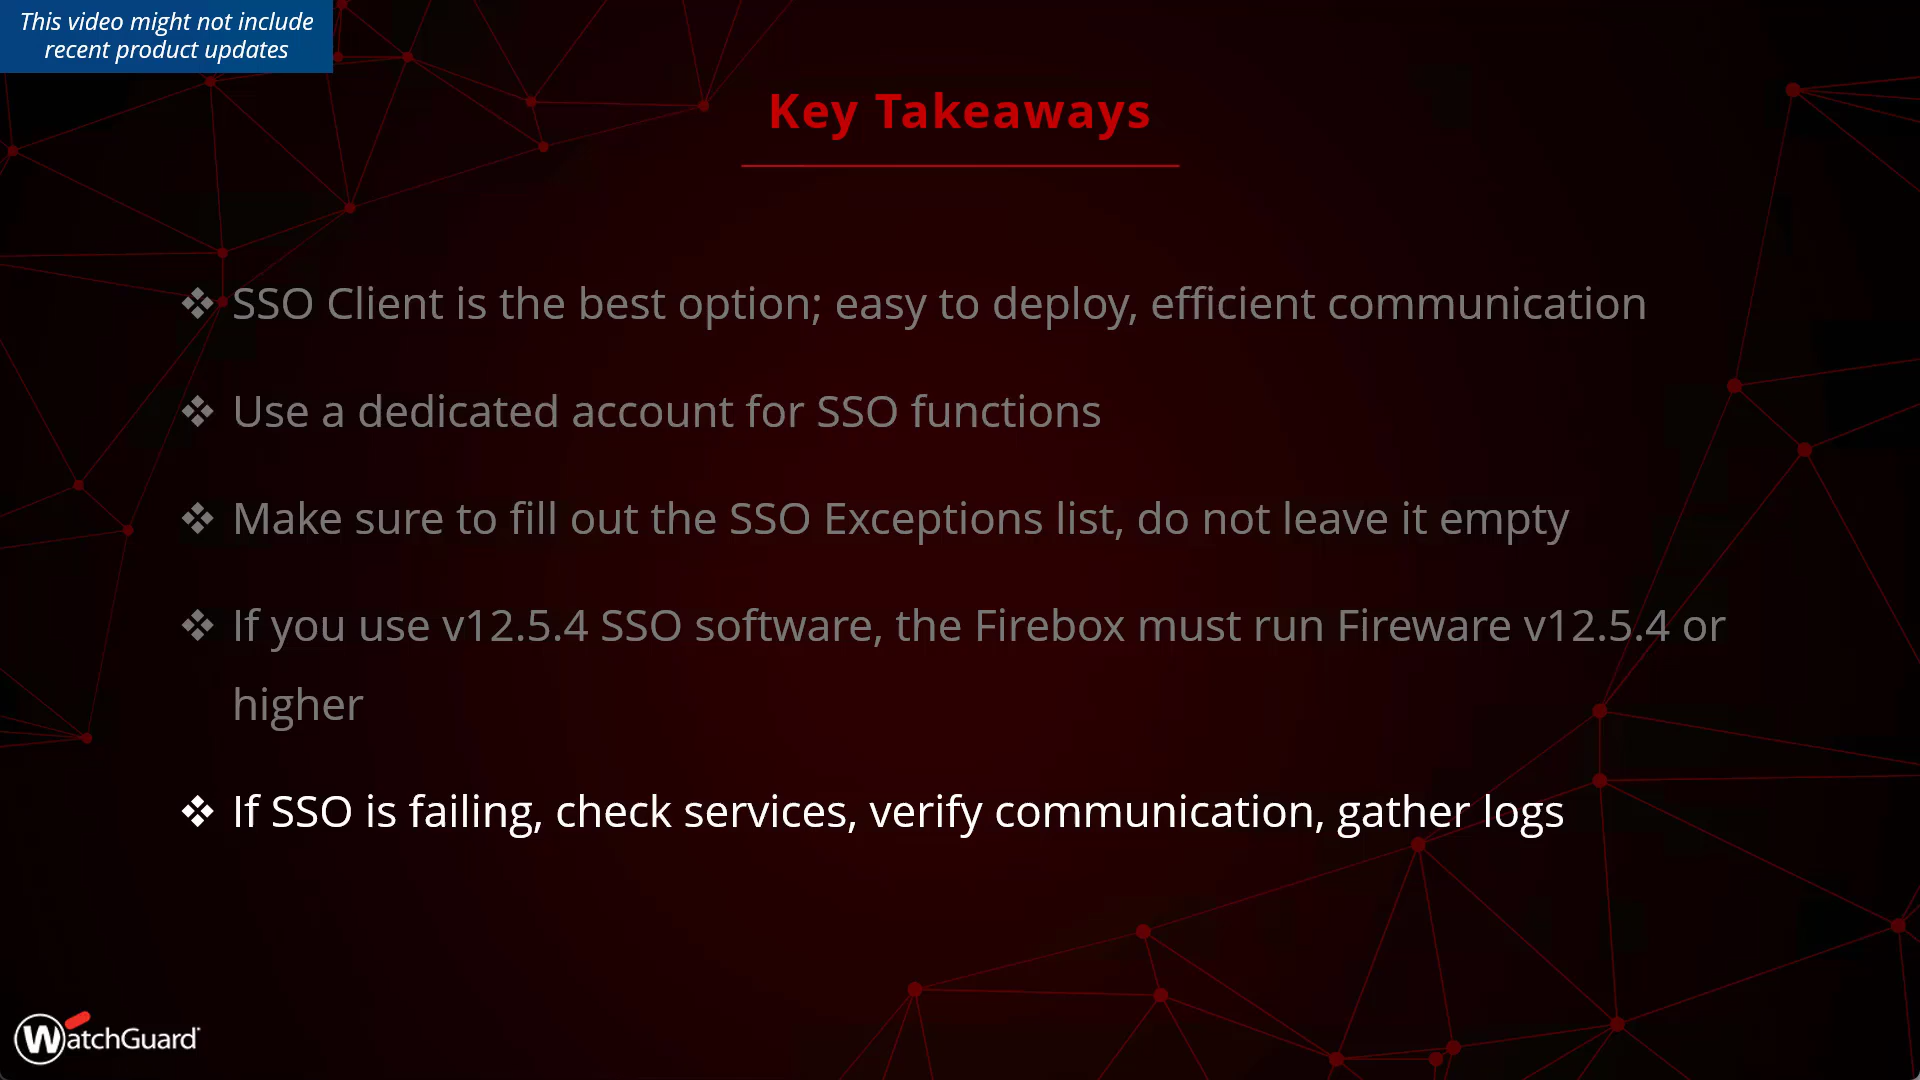 This video might not include
recent product updates
Key Takeaways
❖ SSO Client is the best option; easy to deploy, efficient communication
❖ Use a dedicated account for SSO functions
❖ Make sure to fill out the SSO Exceptions list, do not leave it empty
❖ If you use v12.5.4 SSO software, the Firebox must run Fireware v12.5.4 or
higher
❖ If SSO is failing, check services, verify communication, gather logs
WatchGuard